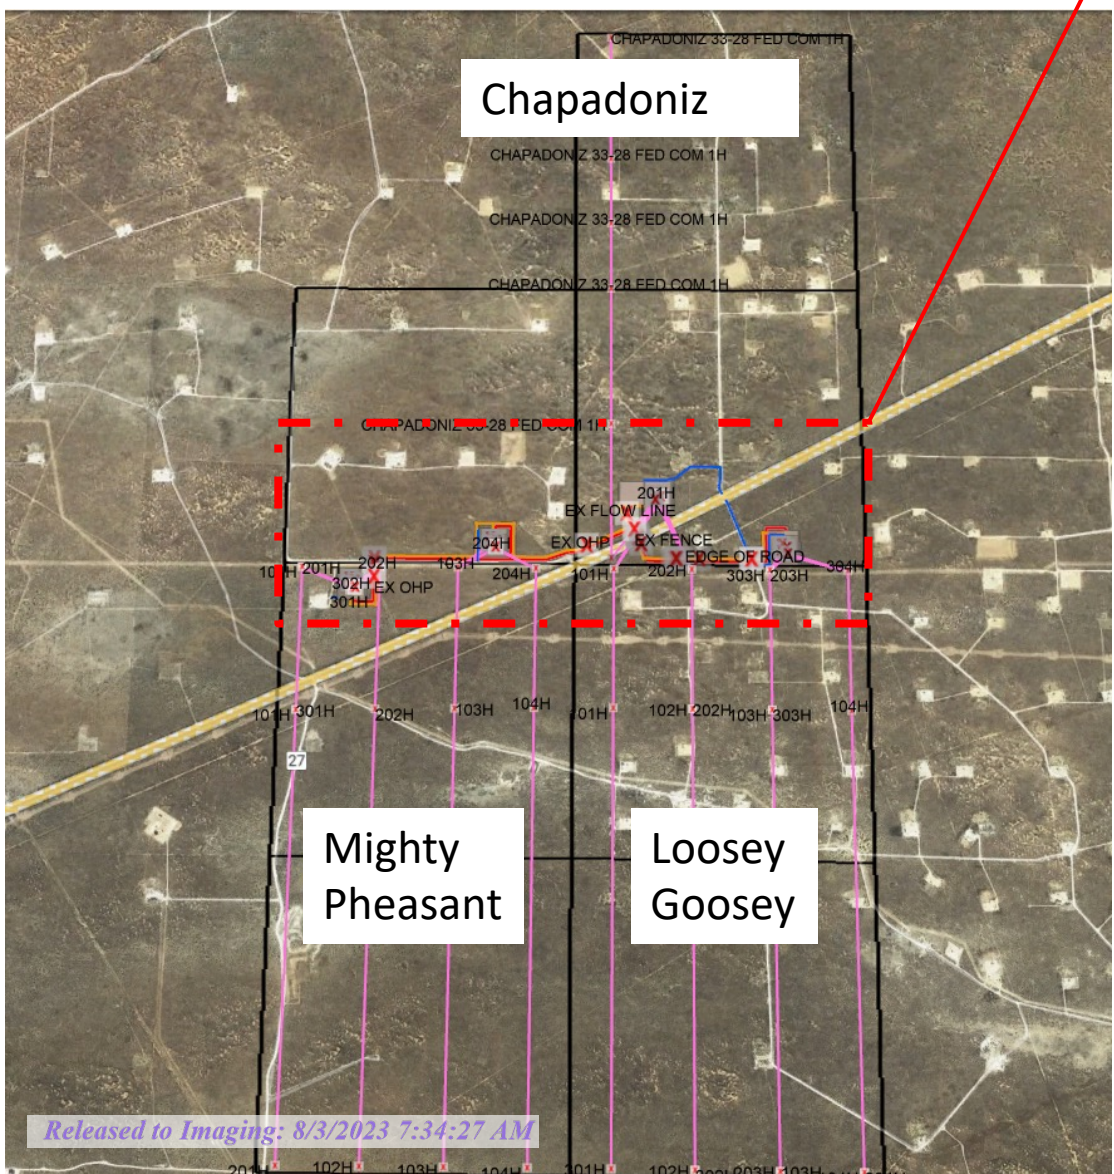 CHAPADONIZ 33-28 FED COM 1H
Chapadoniz
CHAPADONIZ 33-28 FED COM 1H
CHAPADONIZ 33-28 FED COM 1H
CHAPADONIZ 33-28 FED COM 1H
CHAPADONIZ 33-28 FED COM 1H
201H
EX FLOW LINE
204H
EX OHP
EX FENCE
EDGE OF ROAD
201H
202H
103H
204H
101H
202H
303H
203H
304H
302H
EX OHP
301H
101H
301H
202H
103H
104H
101H
102H
202H
103H
303H
104H
27
Mighty
Pheasant
Loosey
Goosey
Released to Imaging: 8/3/2023 7:34:27 AM
201H
102H
103H
104H
301H
102H
203H
103H